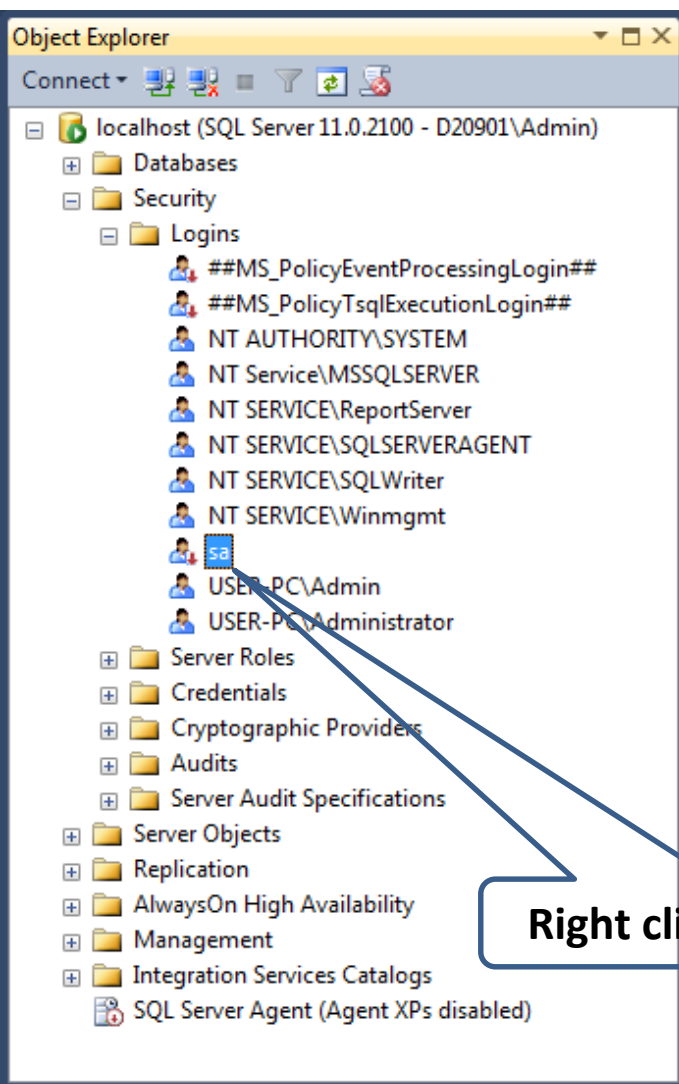 Object Explorer
Connect
localhost (SQL Server 11.0.2100 - D20901\Admin)
Databases
Security
Logins
##MS_PolicyEventProcessingLogin##
##MS_PolicyTsqlExecutionLogin##
NT AUTHORITY\SYSTEM
NT Service\MSSQLSERVER
NT SERVICE\ReportServer
NT SERVICE\SQLSERVERAGENT
NT SERVICE\SQLWriter
NT SERVICE\Winmgmt
sa
USER-PC\Admin
USER-PC\Administrator
Server Roles
Credentials
Cryptographic Providers
Audits
Server Audit Specifications
Server Objects
Replication
AlwaysOn High Availability
Management
Right cli
Integration Services Catalogs
SQL Server Agent (Agent XPs disabled)